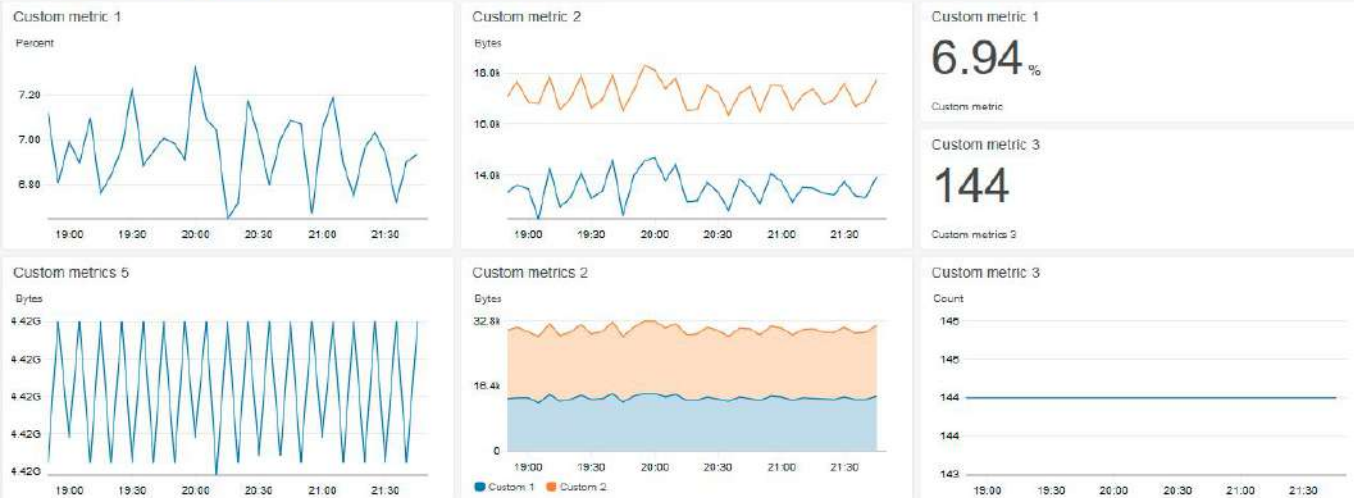 Custom metric 1
Percent
7.20
7.00
6.80
19:00 19:30 20:00 20:30 21:00 21:30
Custom metric 2
Bytes
18.0k
16.0k
14.0k
19:00 19:30 20:00 20:30 21:00 21:30
Custom metric 1
6.94%
Custom metric
Custom metric 3
144
Custom metrics 3
Custom metrics 5
Bytes
4.42G
4.42G
4.42G
4.42G
4.42G
19:00 19:30 20:00 20:30 21:00 21:30
Custom metrics 2
Bytes
32.8k
16.4k
0
19:00 19:30 20:00 20:30 21:00 21:30
Custom 1 Custom 2
Custom metric 3
Count
145
144
144
143
19:00 19:30 20:00 20:30 21:00 21:30